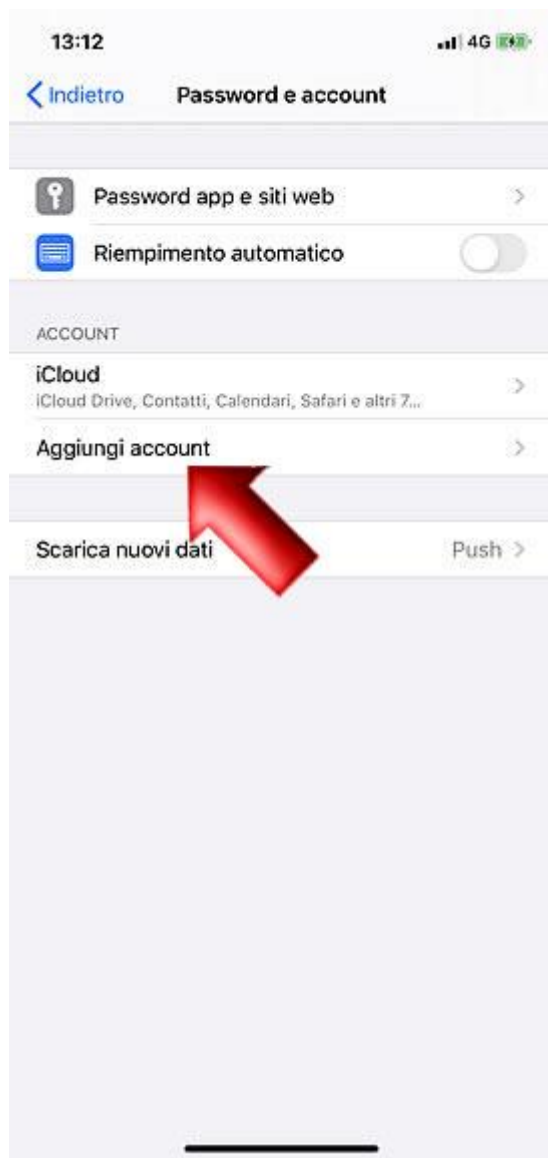 13:12 4G
Indietro Password e account
Password app e siti web
Riempimento automatico
ACCOUNT
iCloud
iCloud Drive, Contatti, Calendari, Safari e altri 7...
Aggiungi account
Scarica nuovi dati Push